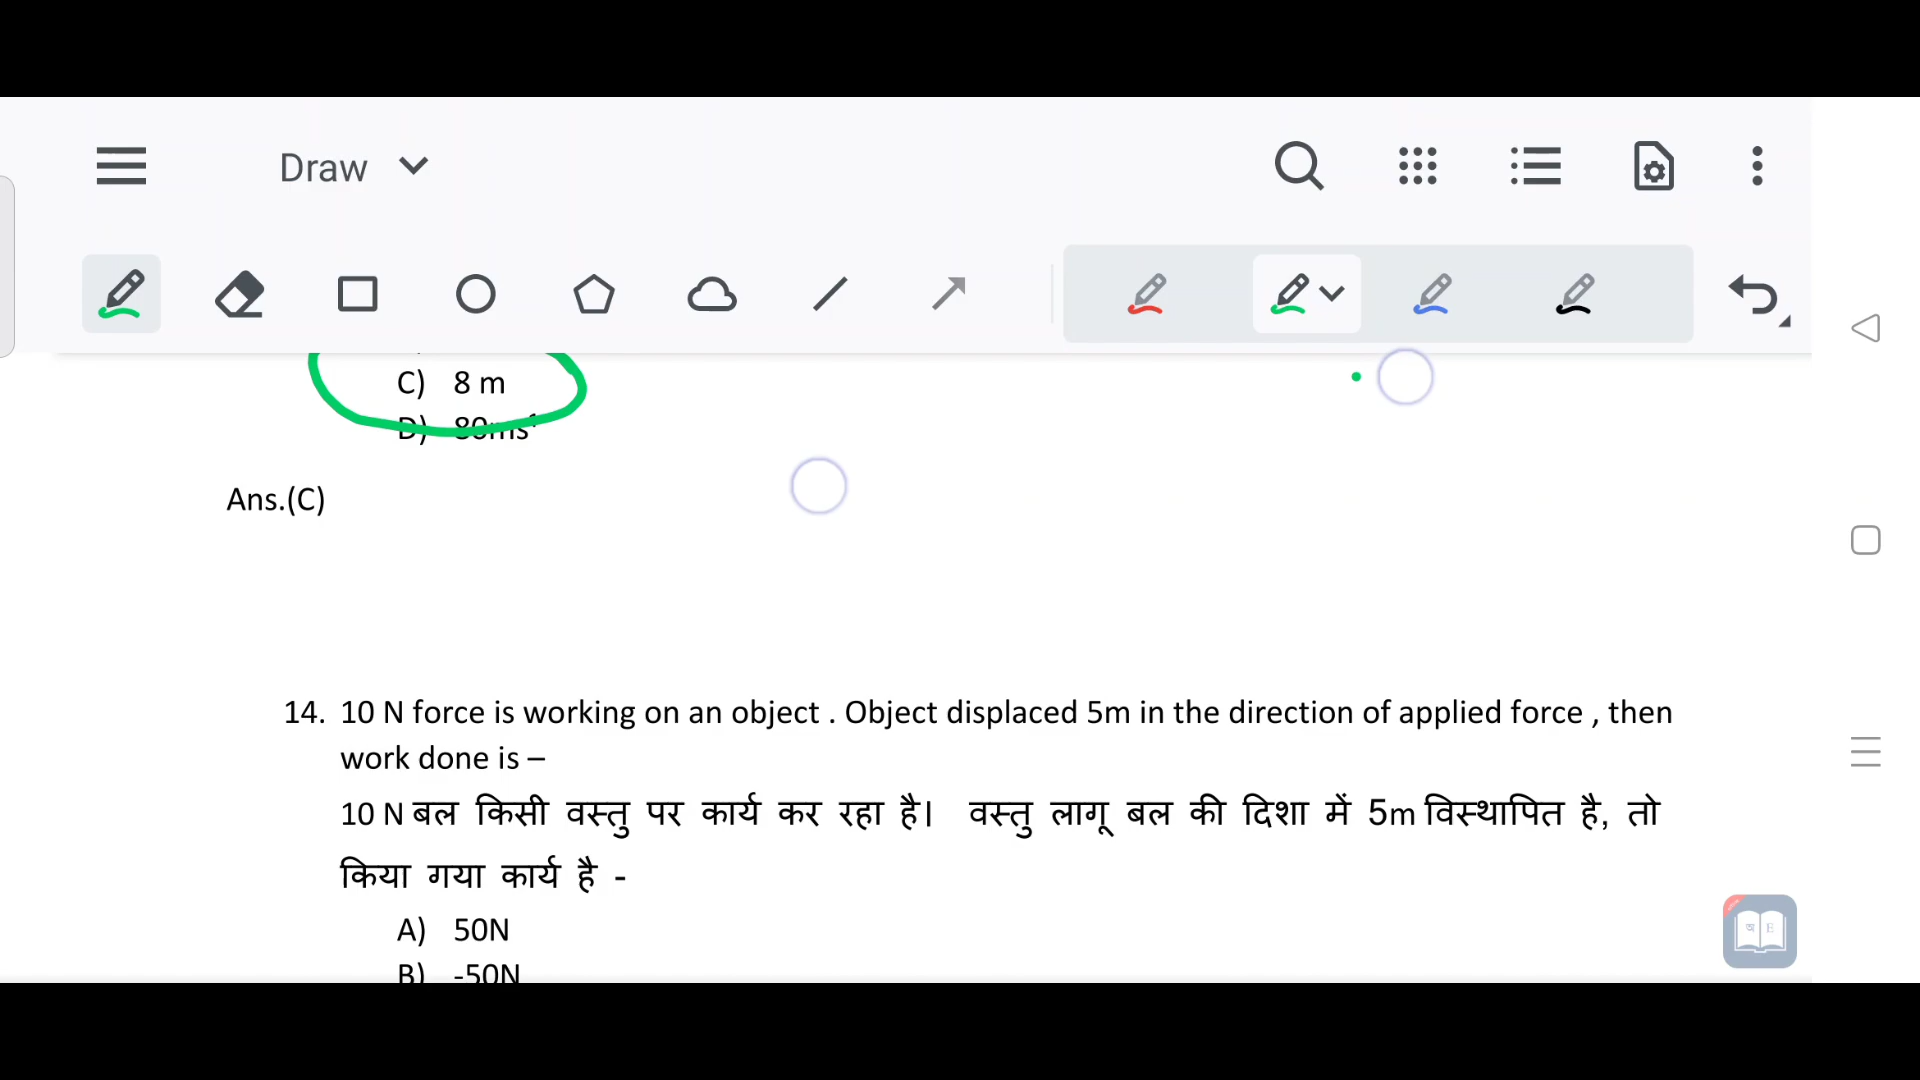 Draw
C) 8 m
D) 80ms
Ans.(C)
14. 10 N force is working on an object . Object displaced 5m in the direction of applied force , then
work done is –
10 N बल किसी वस्तु पर कार्य कर रहा है। वस्तु लागू बल की दिशा में 5m विस्थापित है, तो
किया गया कार्य है -
A) 50N
B) -50N
अ E